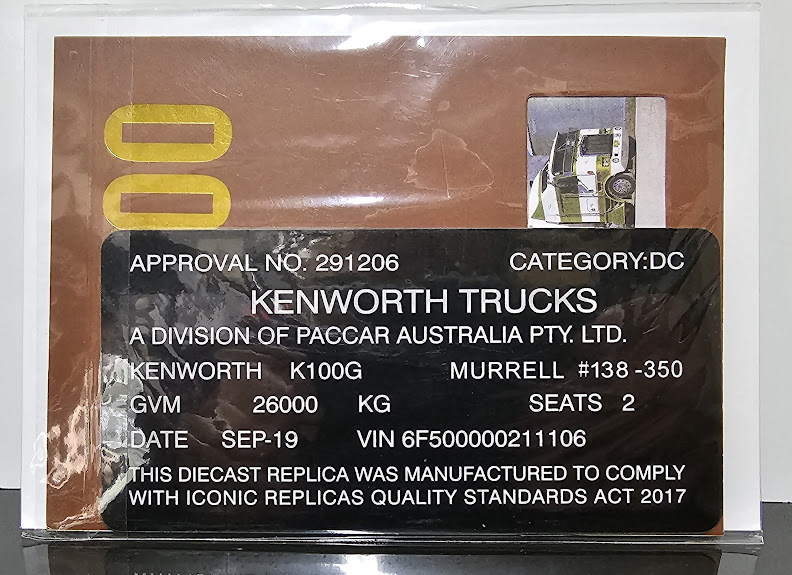 00
APPROVAL NO. 291206 CATEGORY:DC
KENWORTH TRUCKS
A DIVISION OF PACCAR AUSTRALIA PTY. LTD.
KENWORTH K100G MURRELL #138-350
GVM 26000 KG SEATS 2
DATE SEP-19 VIN 6F500000211106
THIS DIECAST REPLICA WAS MANUFACTURED TO COMPLY
WITH ICONIC REPLICAS QUALITY STANDARDS ACT 2017